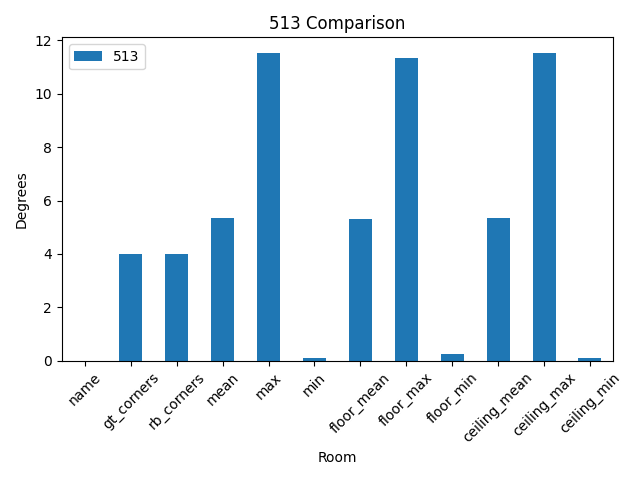 513 Comparison
513
Degrees
12
10
8
6
4
2
0
name
gt_corners
rb_corners
mean
max
min
floor_mean
floor_max
floor_min
ceiling_mean
ceiling_max
ceiling_min
Room